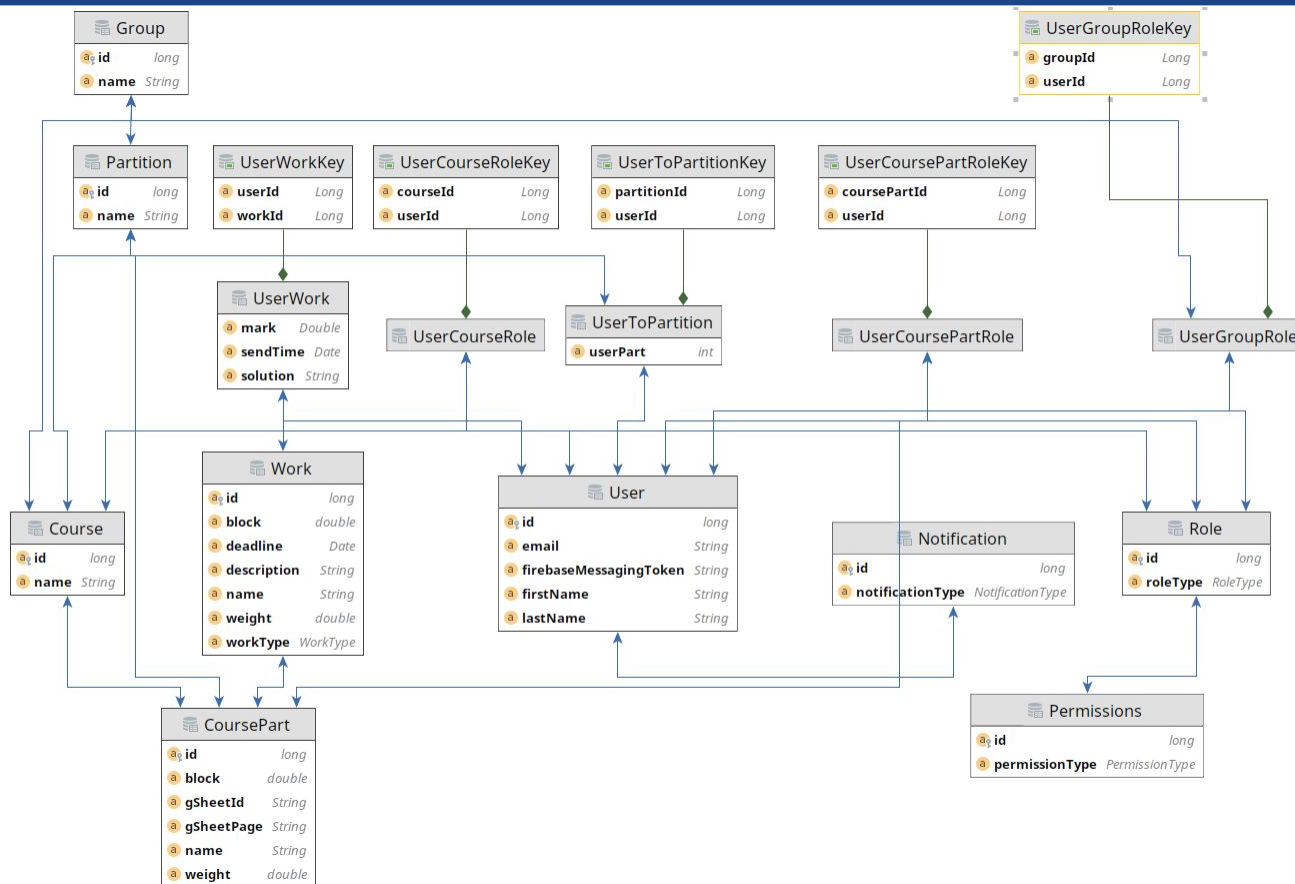 Group
id long
name String
UserGroupRoleKey
groupId Long
userId Long
Partition
id long
name String
UserWorkKey
userId Long
workId Long
UserCourseRoleKey
courseId Long
userId Long
UserToPartitionKey
partitionId Long
userId Long
UserCoursePartRoleKey
coursePartId Long
userId Long
UserWork
mark Double
sendTime Date
solution String
UserCourseRole
UserToPartition
userPart int
UserCoursePartRole
UserGroupRole
Work
id long
block double
deadline Date
description String
name String
weight double
workType WorkType
User
id long
email String
firebaseMessagingToken String
firstName String
lastName String
Course
id long
name String
Notification
id long
notificationType NotificationType
Role
id long
roleType RoleType
CoursePart
id long
block double
gSheetId String
gSheetPage String
name String
weight double
Permissions
id long
permissionType PermissionType